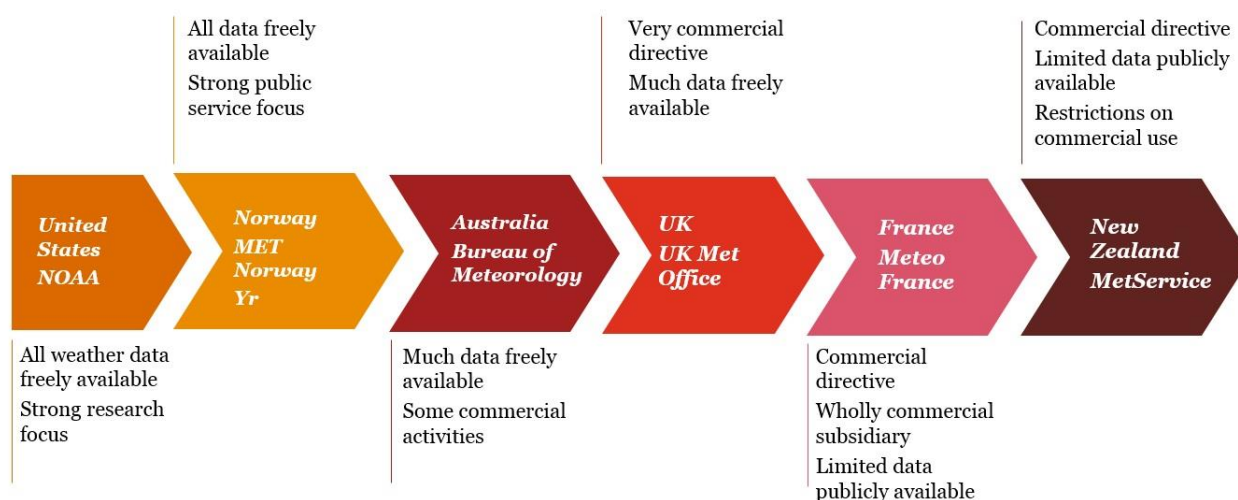 All data freely
available
Strong public
service focus
Very commercial
directive
Much data freely
available
Commercial directive
Limited data publicly
available
Restrictions on
commercial use
United
States
NOAA
Norway
MET
Norway
Yr
Australia
Bureau of
Meteorology
UK
UK Met
Office
France
Meteo
France
New
Zealand
MetService
All weather data
freely available
Strong research
focus
Much data freely
available
Some commercial
activities
Commercial
directive
Wholly commercial
subsidiary
Limited data
publicly available